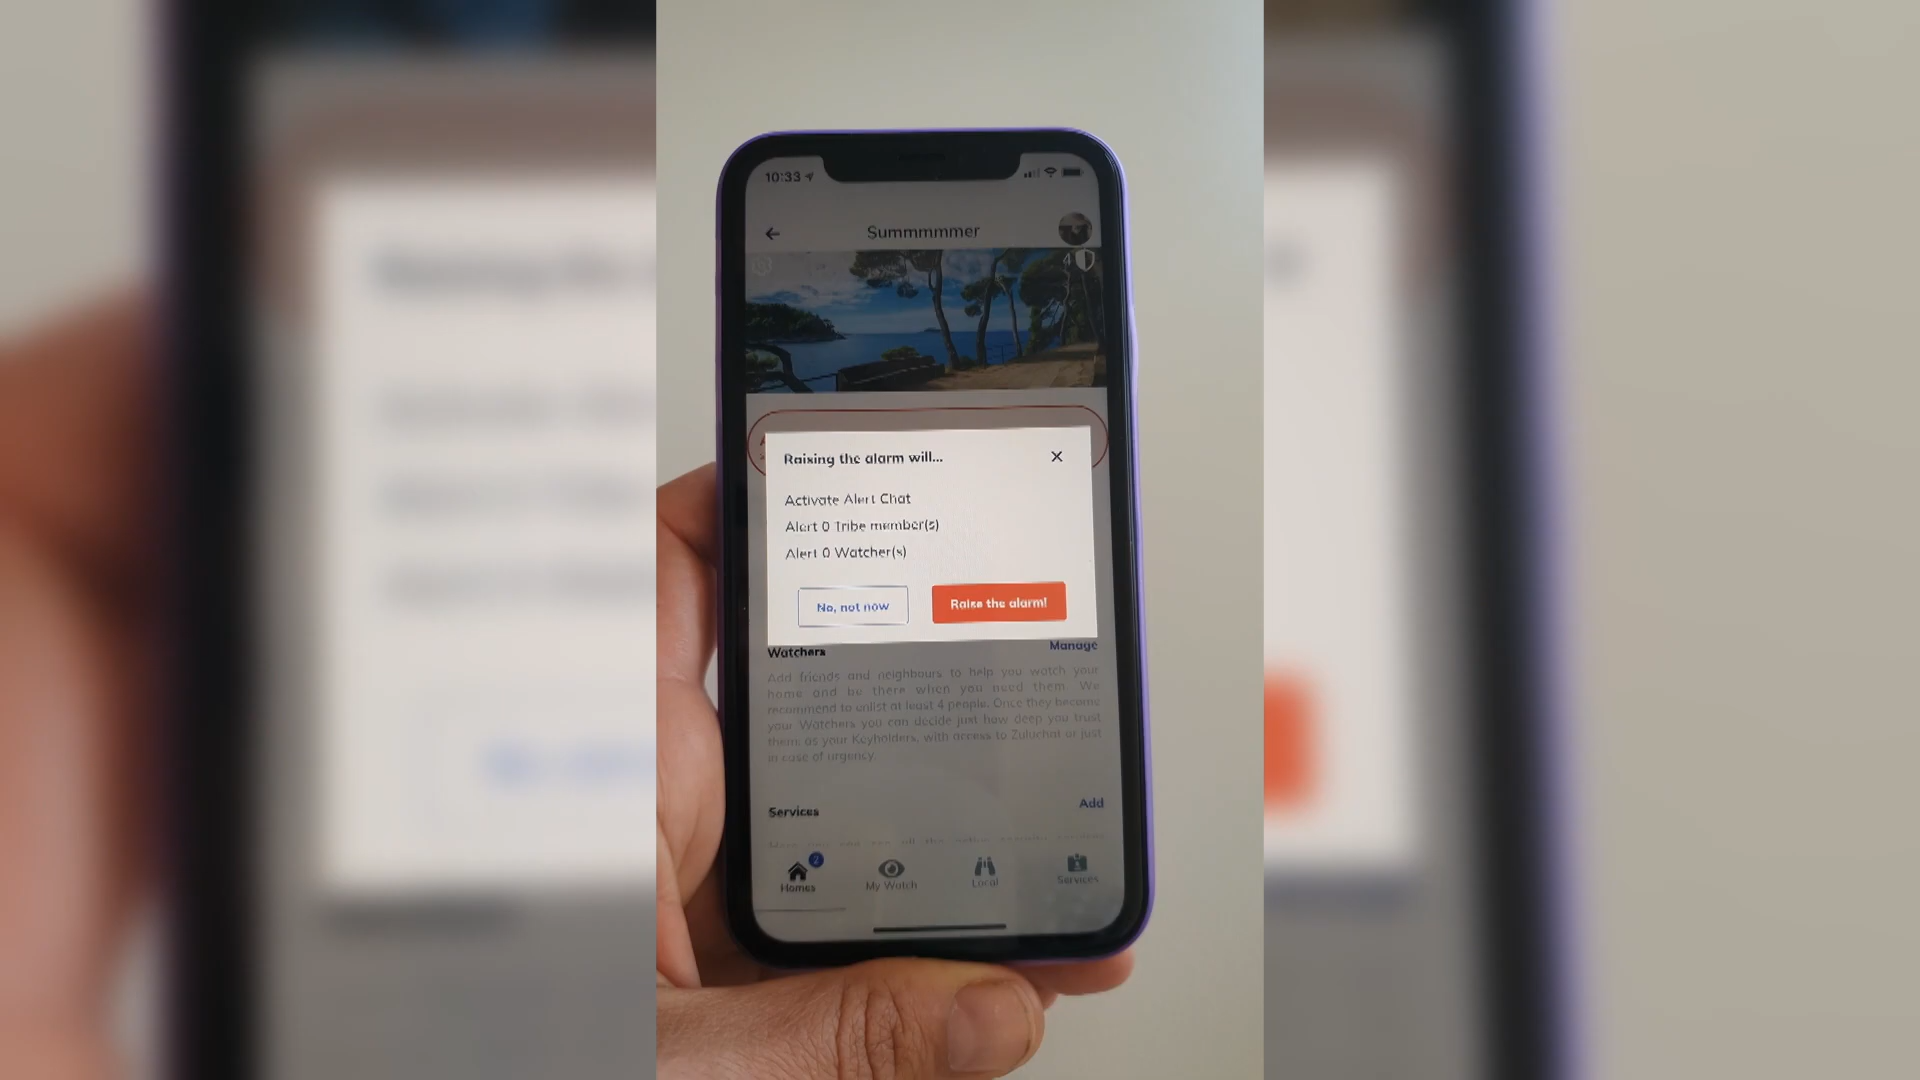 10:33
Summmmmer
4
Raising the alarm will...
Activate Alert Chat
Alert 0 Tribe member(s)
Alert 0 Watcher(s)
No, not now
Raise the alarm!
Watchers
Manage
Add friends and neighbours to help you watch your
home and be there when you need them. We
recommend to enlist at least 4 people. Once they become
your Watchers you can decide just how deep you trust
them: as your Keyholders, with access to Zuluchat or just
in case of urgency.
Services
Add
2
Homes
My Watch
Local
Services